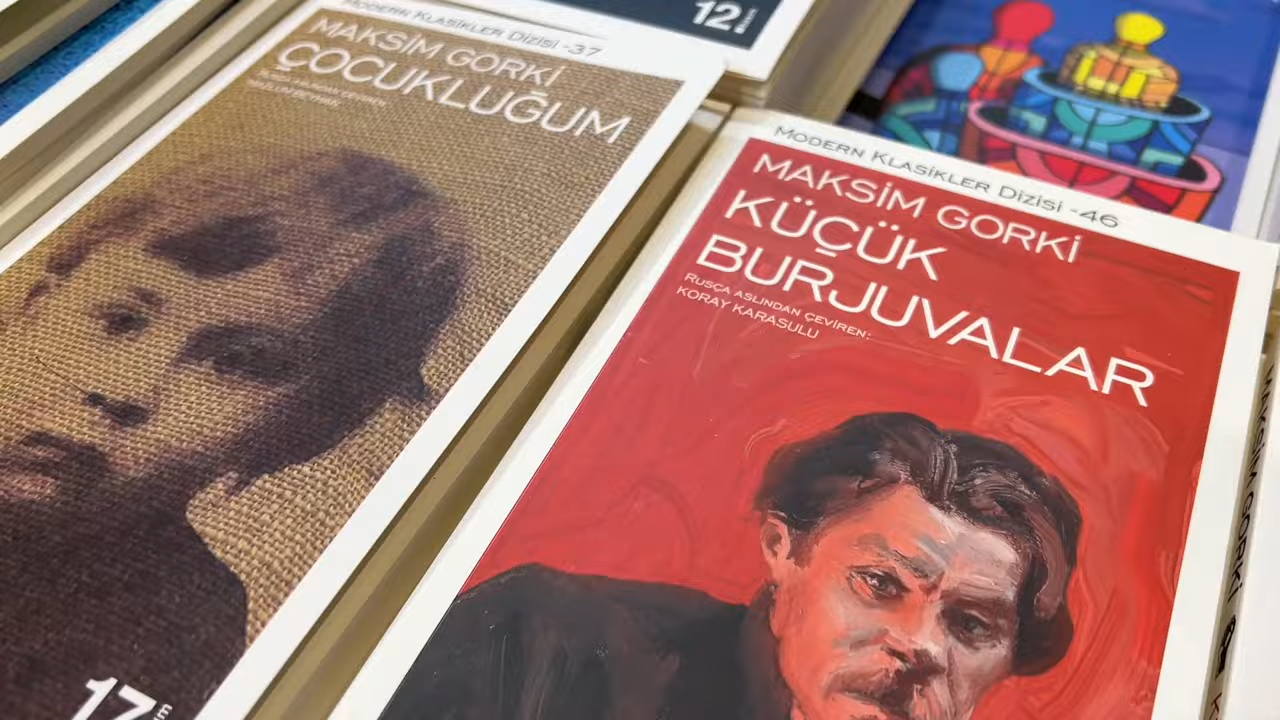 MODERN KLASİKLER DİZİSİ -37
MAKSİM GORKİ
ÇOCUKLUĞUM
12.
MODERN KLASİKLER DİZİSİ -46
MAKSİM GORKİ
KÜÇÜK
BURJUVALAR
RUSÇA ASLINDAN ÇEVİREN:
KORAY KARASULU
17.
MAKSİM GORKİ